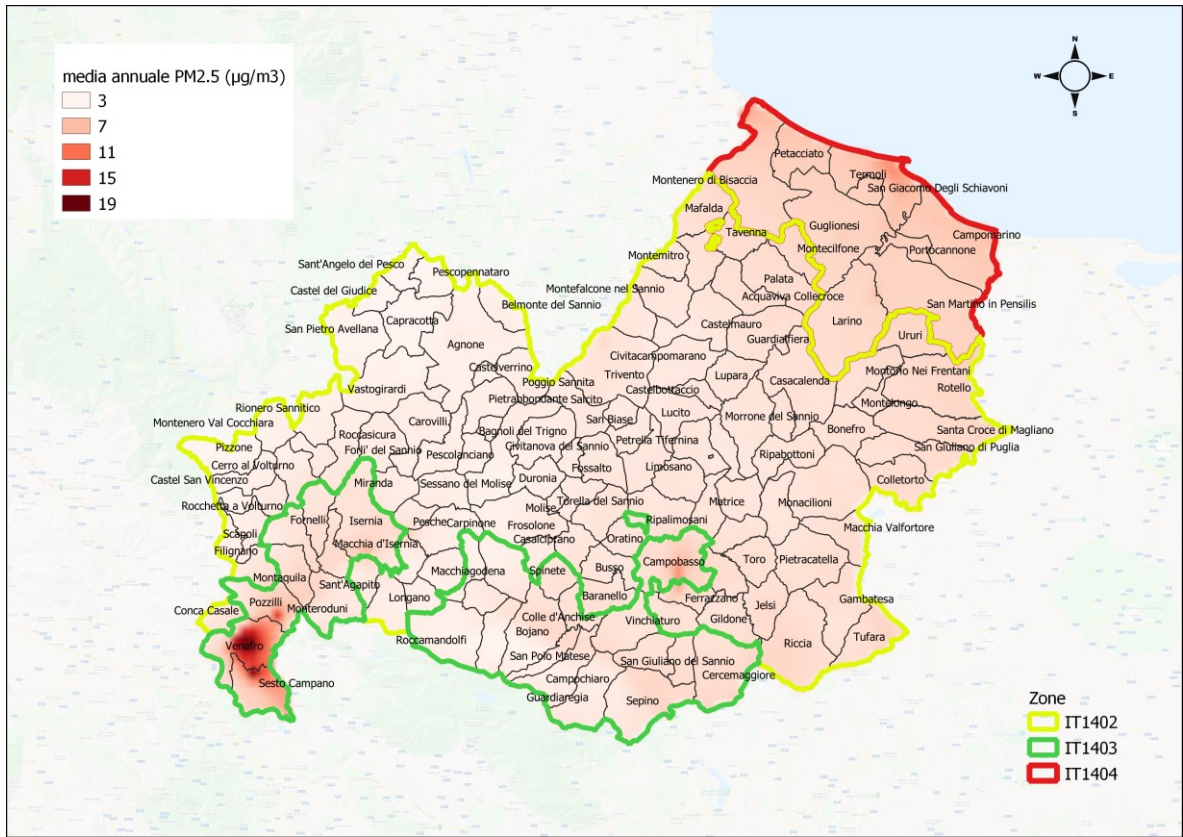 media annuale PM2.5 (µg/m3)
3
7
11
15
19
N
W E
S
Petacciato
Termoli
Montenero di Bisaccia
San Giacomo Degli Schiavoni
Mafalda
Guglionesi
Tavenna
Campomarino
Montecilfone
Portocannone
Montemitro
Sant'Angelo del Pesco
Pescopennataro
Palata
Castel del Giudice
Montefalcone nel Sannio
Acquaviva Collecroce
Belmonte del Sannio
San Martino in Pensilis
Capracotta
Larino
San Pietro Avellana
Castelmauro
Ururi
Guardialfiera
Agnone
Civitacampomarano
Castelverrino
Montorio Nei Frentani
Trivento
Lupara
Casacalenda
Poggio Sannita
Rotello
Vastogirardi
Castelbottaccio
Pietrabbondante
Salcito
Montelongo
Rionero Sannitico
Lucito
Morrone del Sannio
San Biase
Montenero Val Cocchiara
Carovilli
Bonefro
Santa Croce di Magliano
Bagnoli del Trigno
Roccasicura
Petrella Tifernina
Pizzone
Civitanova del Sannio
San Giuliano di Puglia
Forli' del Sannio
Pescolanciano
Ripabottoni
Cerro al Volturno
Fossalto
Limosano
Castel San Vincenzo
Duronia
Colletorto
Miranda
Sessano del Molise
Rocchetta a Volturno
Torella del Sannio
Matrice
Monacilioni
Molise
Fornelli
Isernia
Pesche
Carpinone
Frosolone
Ripalimosani
Macchia Valfortore
Scapoli
Casalciprano
Oratino
Macchia d'Isernia
Filignano
Campobasso
Toro
Pietracatella
Busso
Macchiagodena
Spinete
Montaquila
Sant'Agapito
Longano
Baranello
Ferrazzano
Gambatesa
Pozzilli
Jelsi
Conca Casale
Monteroduni
Colle d'Anchise
Vinchiaturo
Gildone
Bojano
Tufara
Roccamandolfi
Riccia
Venafro
San Polo Matese
San Giuliano del Sannio
Cercemaggiore
Campochiaro
Sesto Campano
Guardiaregia
Sepino
Zone
IT1402
IT1403
IT1404